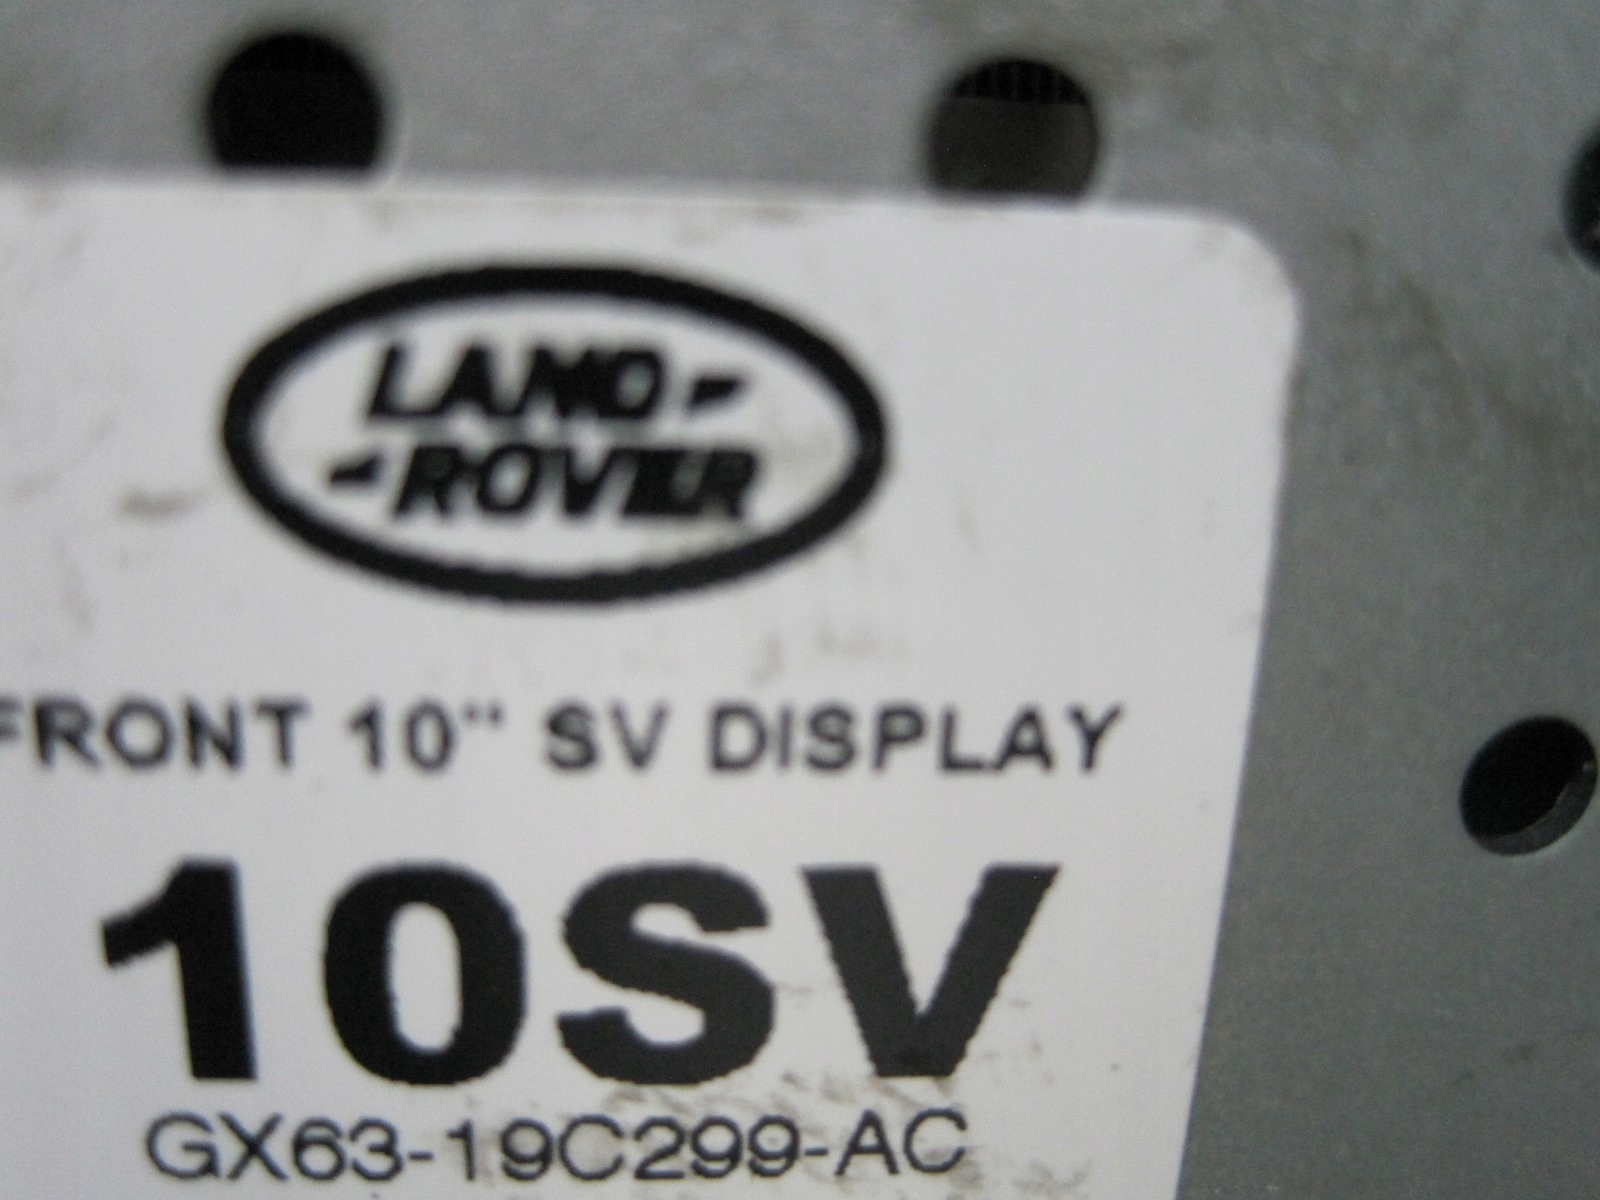 LAND
ROVER
FRONT 10" SV DISPLAY
10SV
GX63-19C299-AC